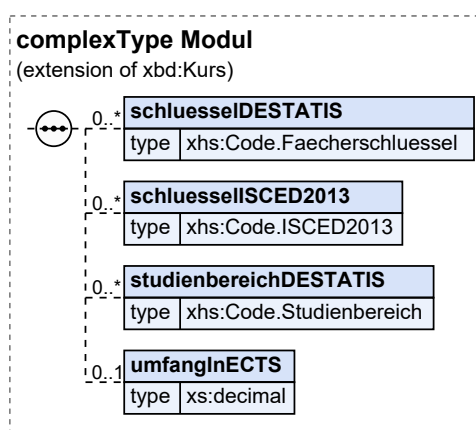 complexType Modul
(extension of xbd:Kurs)
0..* schluesselDESTATIS
type xhs:Code.Faecherschluessel
0..* schluesselISCED2013
type xhs:Code.ISCED2013
0..* studienbereichDESTATIS
type xhs:Code.Studienbereich
0..1 umfangInECTS
type xs:decimal